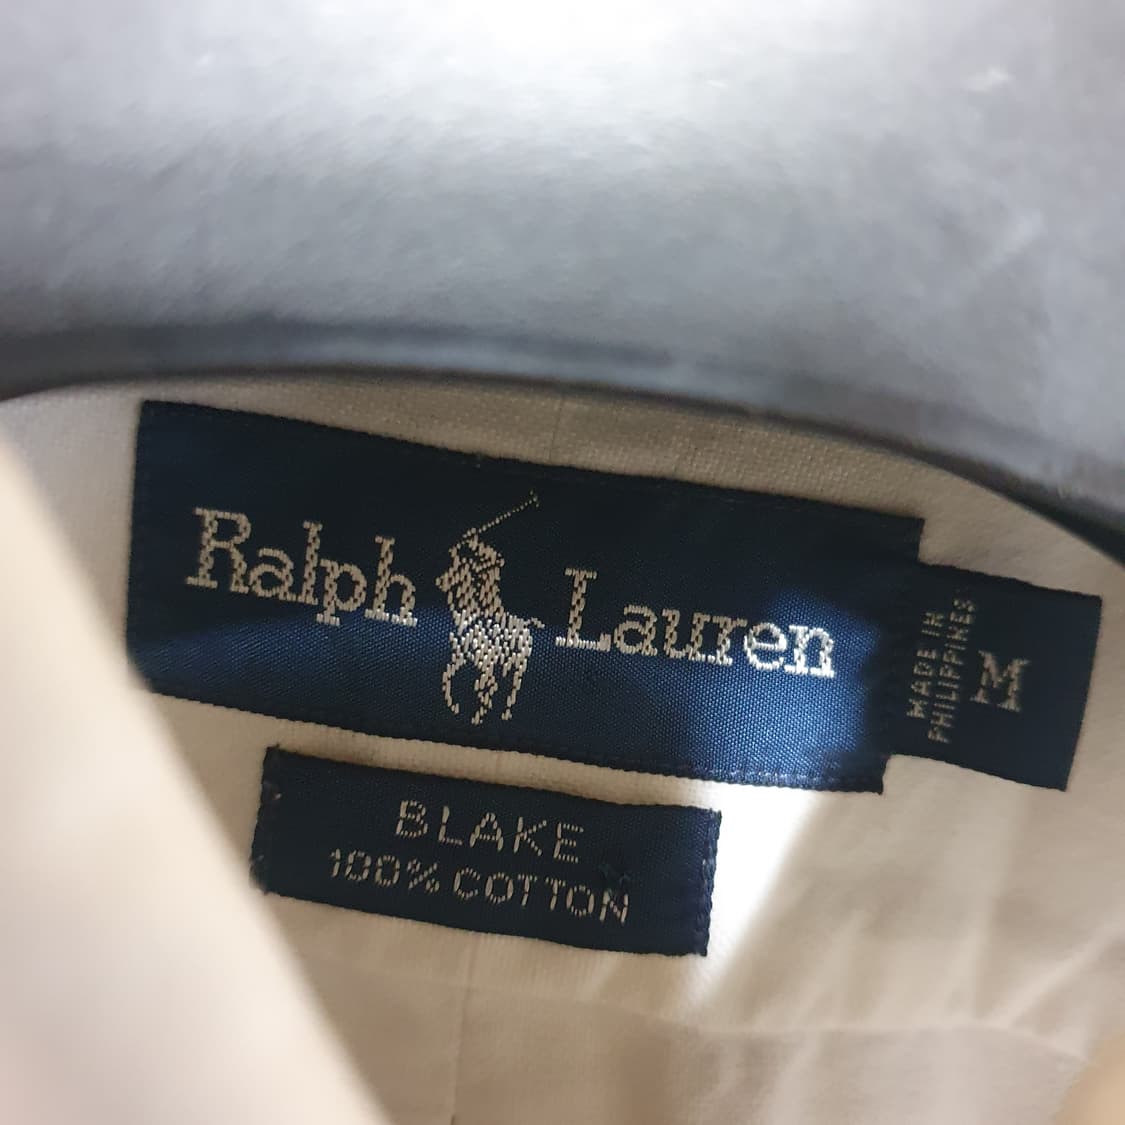 Ralph Lauren
MADE IN
PHILIPPINES
M
BLAKE
100% COTTON